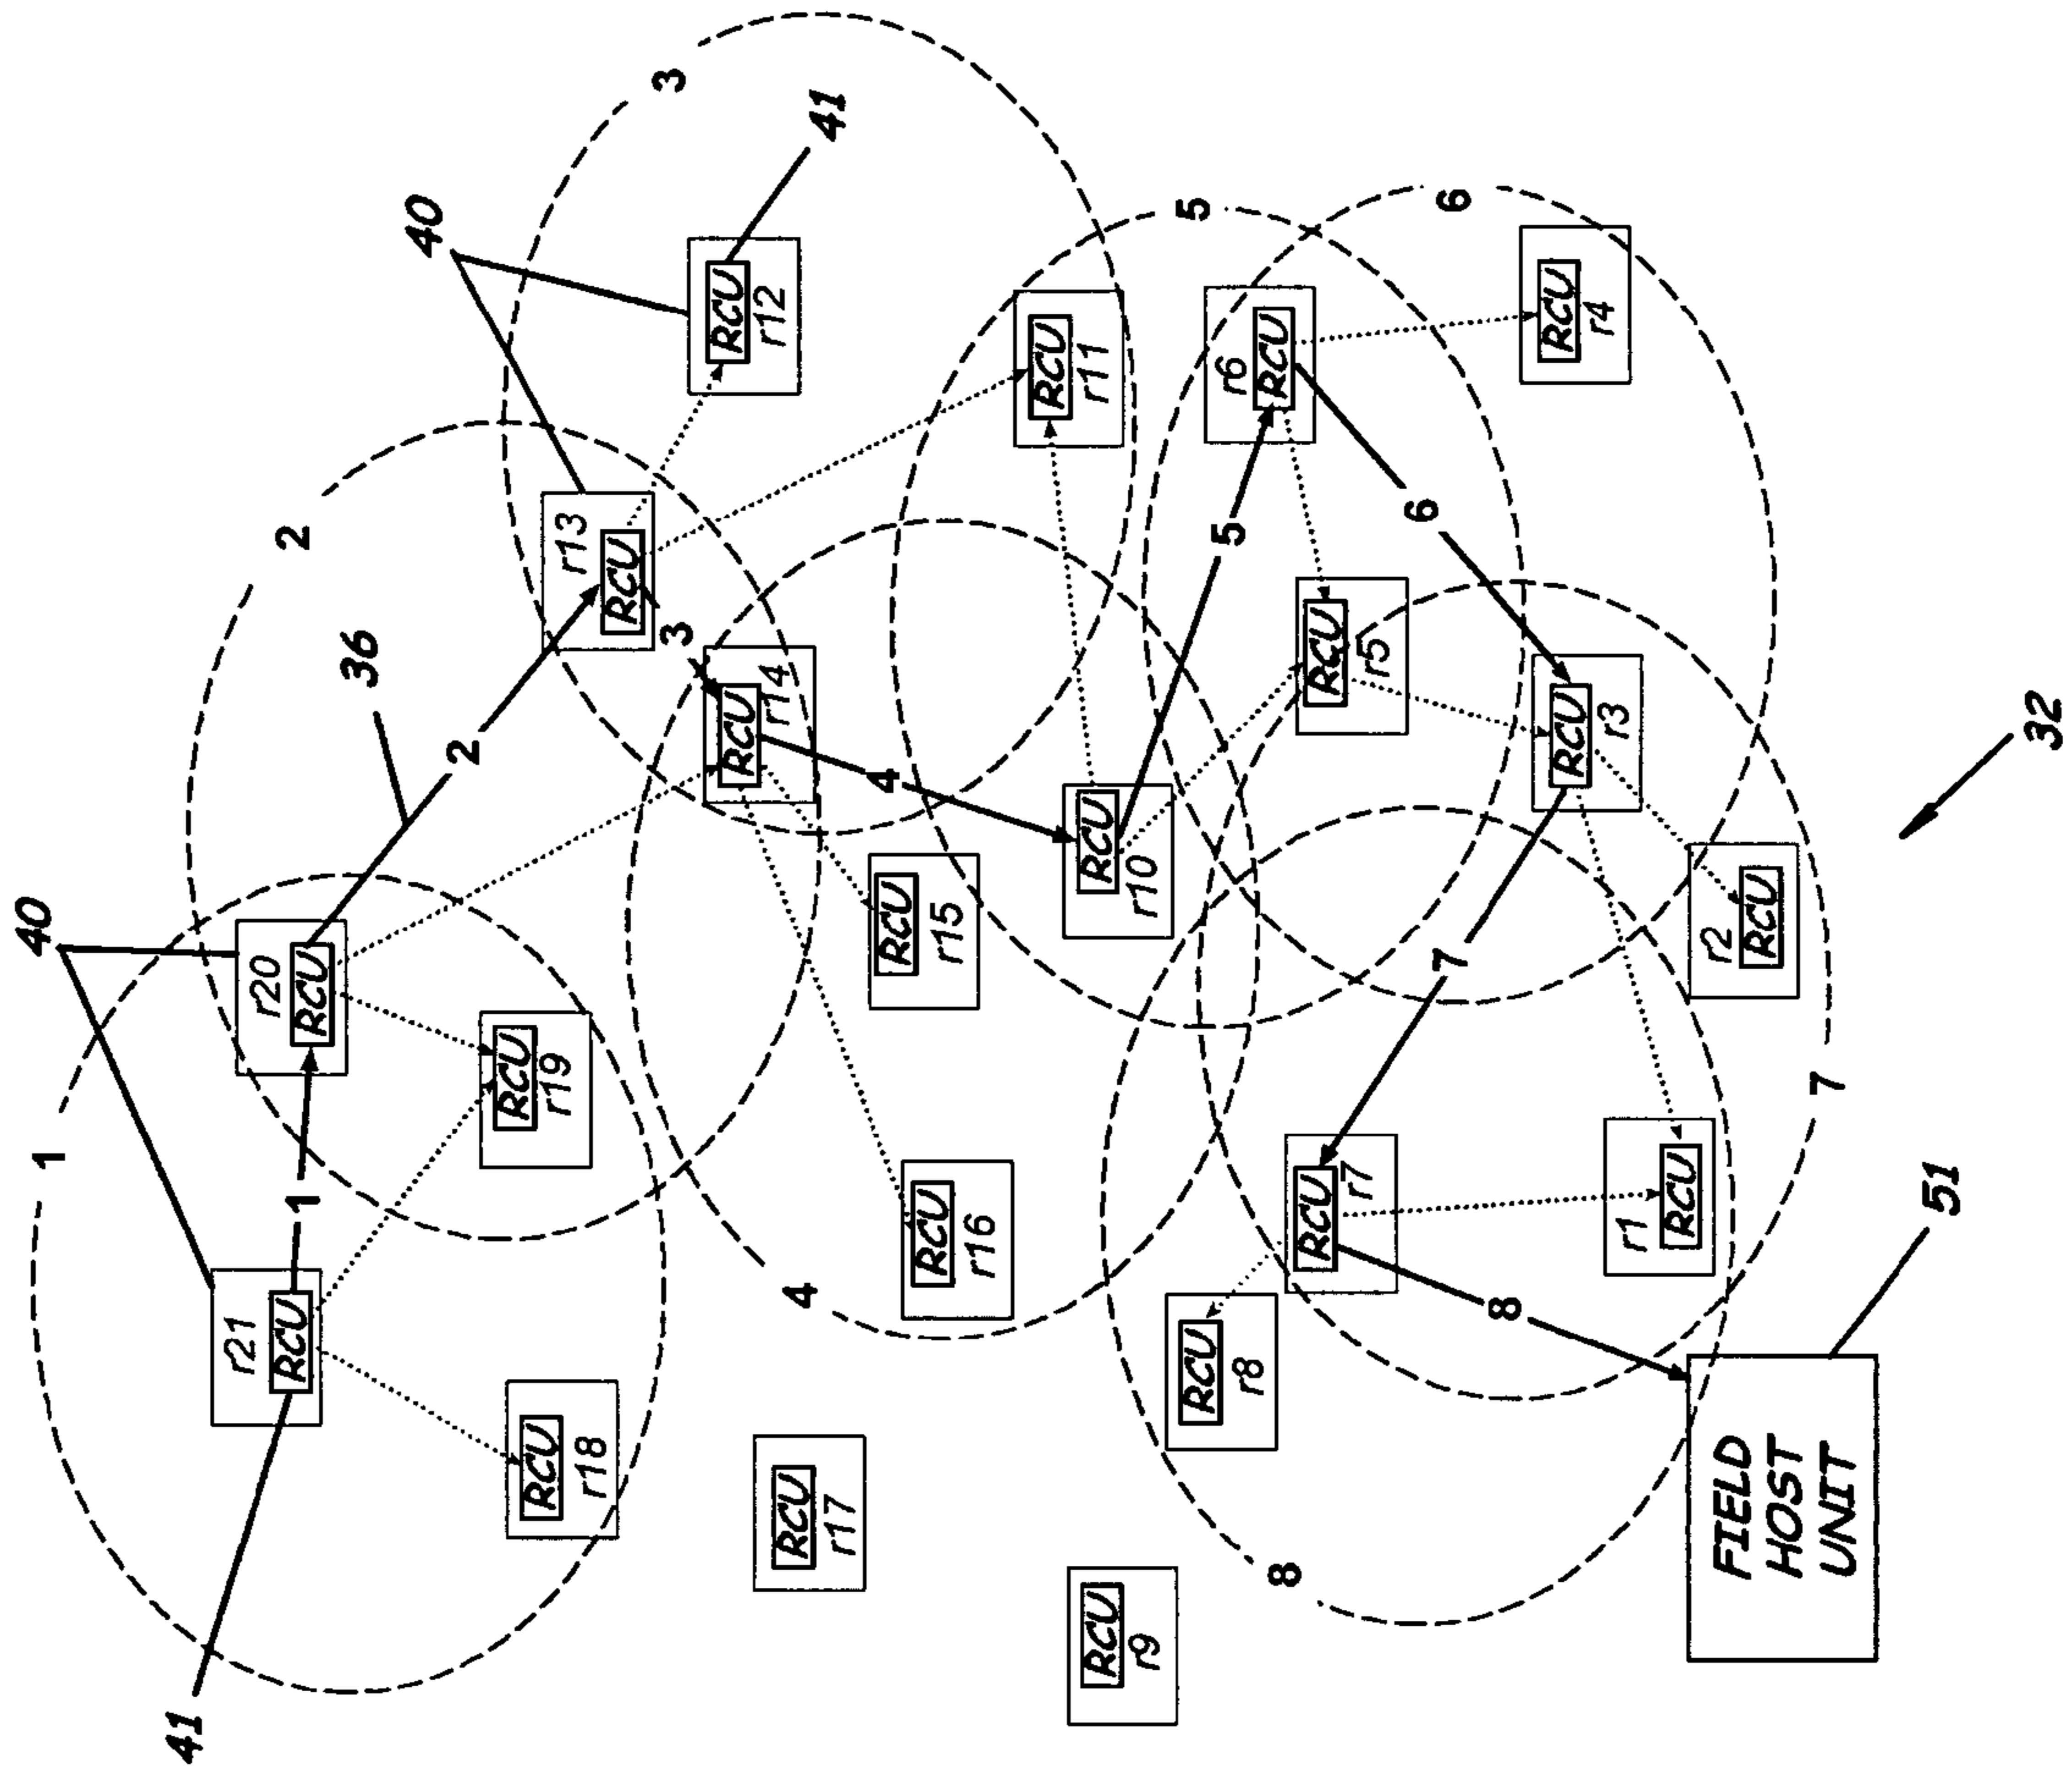 40
1
41
r21
RCU
r20
RCU
2
1
36
40
2
RCU
r19
RCU
r18
r13
RCU
3
3
RCU
r12
RCU
r14
RCU
r17
4
41
4
RCU
r15
RCU
r16
RCU
r11
RCU
r10
RCU
r9
5
RCU
r8
5
r6
RCU
8
RCU
r7
RCU
r5
6
6
7
8
RCU
r4
RCU
r3
r1
RCU
r2
RCU
FIELD
HOST
UNIT
7
51
32